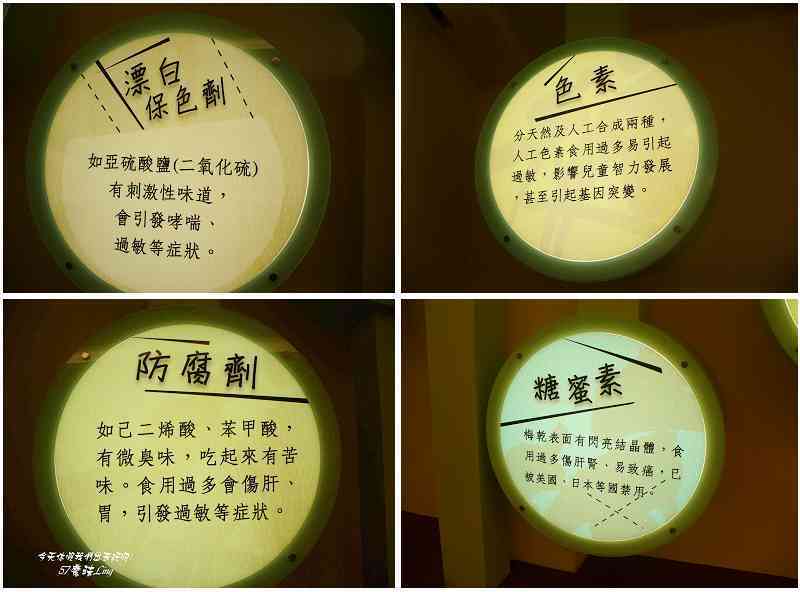 漂白
保色劑
如亞硫酸鹽(二氧化硫)
有刺激性味道，
會引發哮喘、
過敏等症狀。
色素
分天然及人工合成兩種，
人工色素食用過多易引起
過敏，影響兒童智力發展
，甚至引起基因突變。
防腐劑
如己二烯酸、苯甲酸，
有微臭味，吃起來有苦
味。食用過多會傷肝、
胃，引發過敏等症狀。
糖蜜素
梅乾表面有閃亮結晶體，食
用過多傷肝腎、易致癌，已
被美國、日本等國禁用。